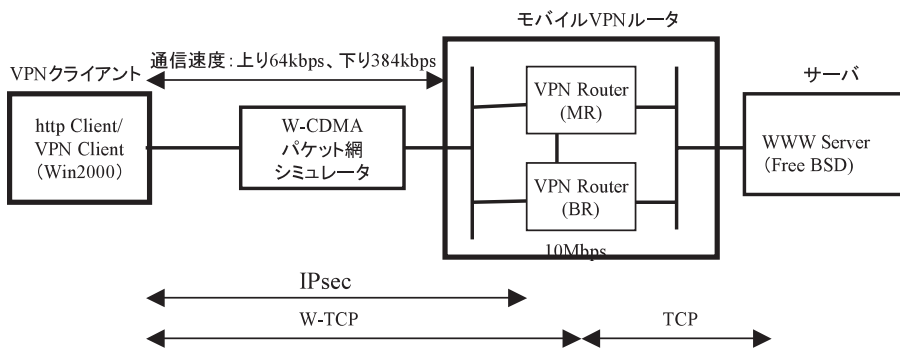 モバイルVPNルータ
通信速度：上り64kbps、下り384kbps
VPNクライアント
サーバ
http Client/
VPN Client
（Win2000）
W-CDMA
パケット網
シミュレータ
VPN Router
(MR)
VPN Router
(BR)
10Mbps
WWW Server
（Free BSD）
IPsec
W-TCP
TCP